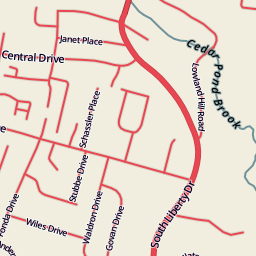 Janet Place
Central Drive
Cedar Pond Brook
Lowland Hill Road
Schassler Place
Stubbe Drive
Waldron Drive
Govan Drive
South Liberty Dr
Wiles Drive